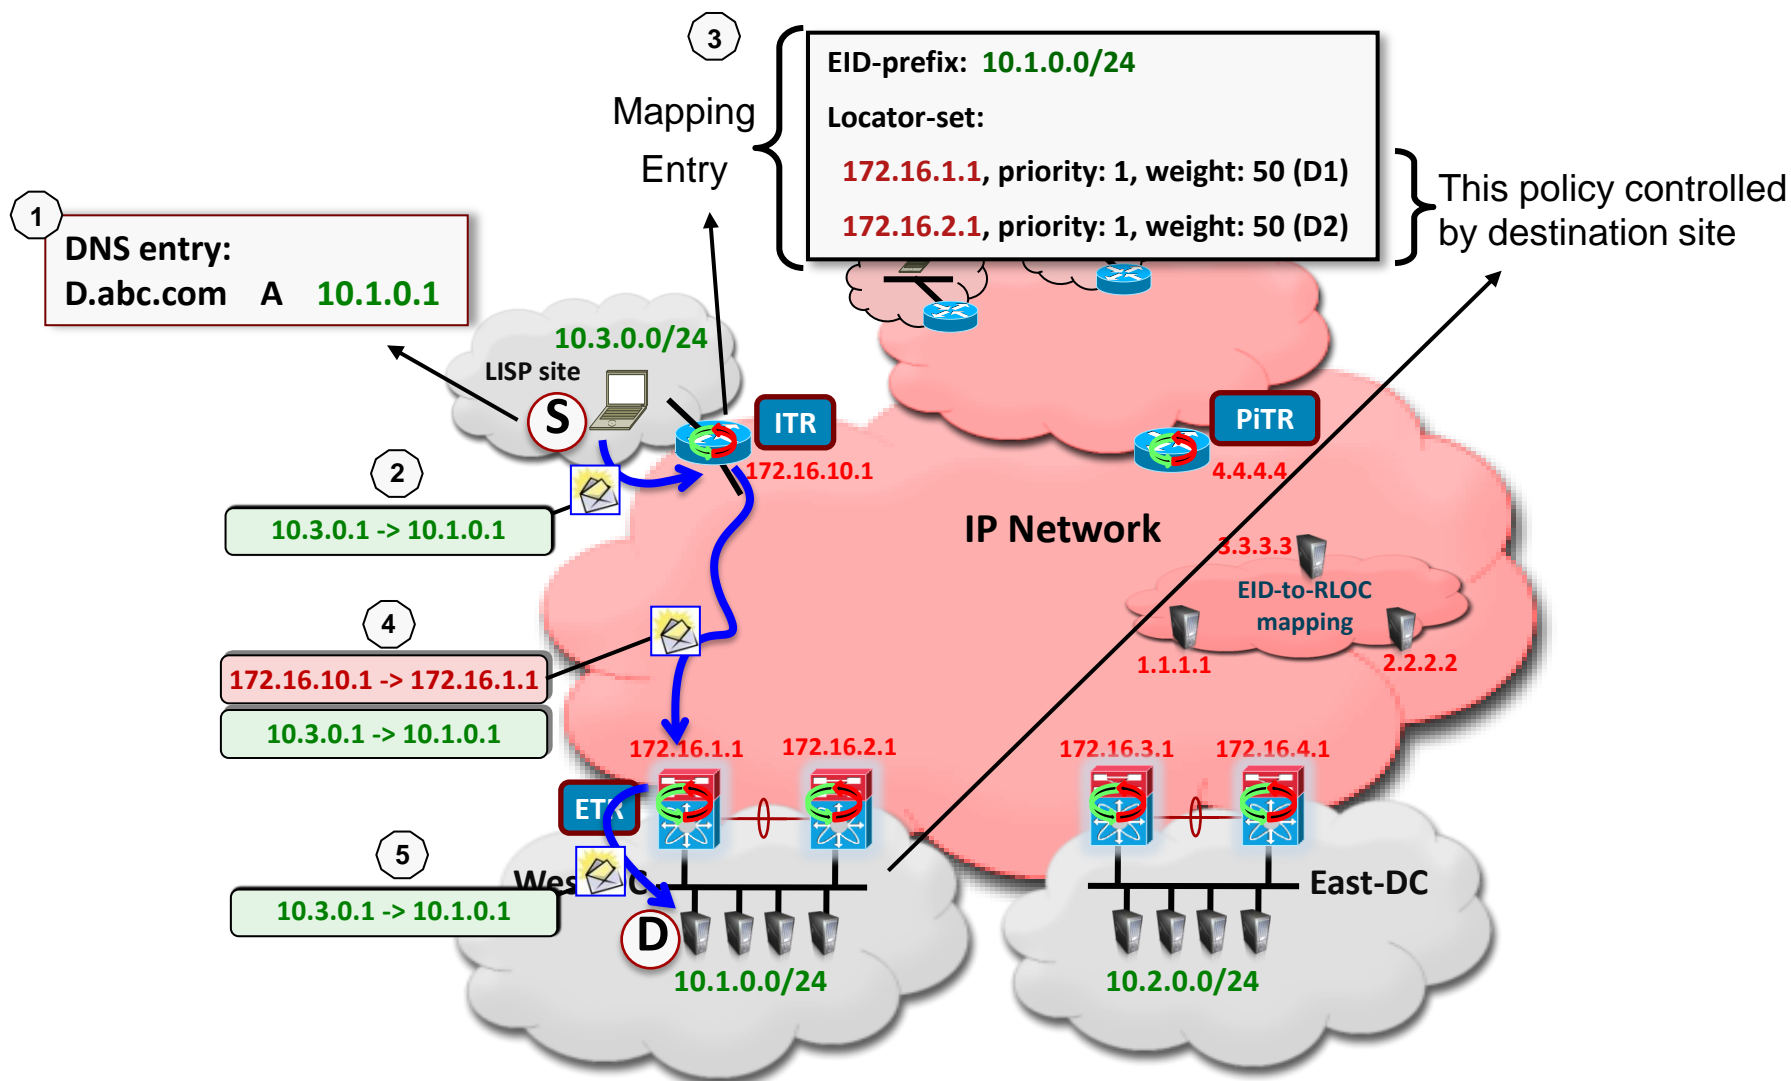 3
EID-prefix: 10.1.0.0/24
Mapping
Entry
Locator-set:
172.16.1.1, priority: 1, weight: 50 (D1)
172.16.2.1, priority: 1, weight: 50 (D2)
This policy controlled
by destination site
1
DNS entry:
D.abc.com A 10.1.0.1
10.3.0.0/24
LISP site
S
ITR
172.16.10.1
PiTR
4.4.4.4
2
10.3.0.1 -> 10.1.0.1
IP Network
3.3.3.3
EID-to-RLOC
mapping
1.1.1.1
2.2.2.2
4
172.16.10.1 -> 172.16.1.1
10.3.0.1 -> 10.1.0.1
172.16.1.1
172.16.2.1
172.16.3.1
172.16.4.1
ETR
5
10.3.0.1 -> 10.1.0.1
East-DC
D
10.1.0.0/24
10.2.0.0/24